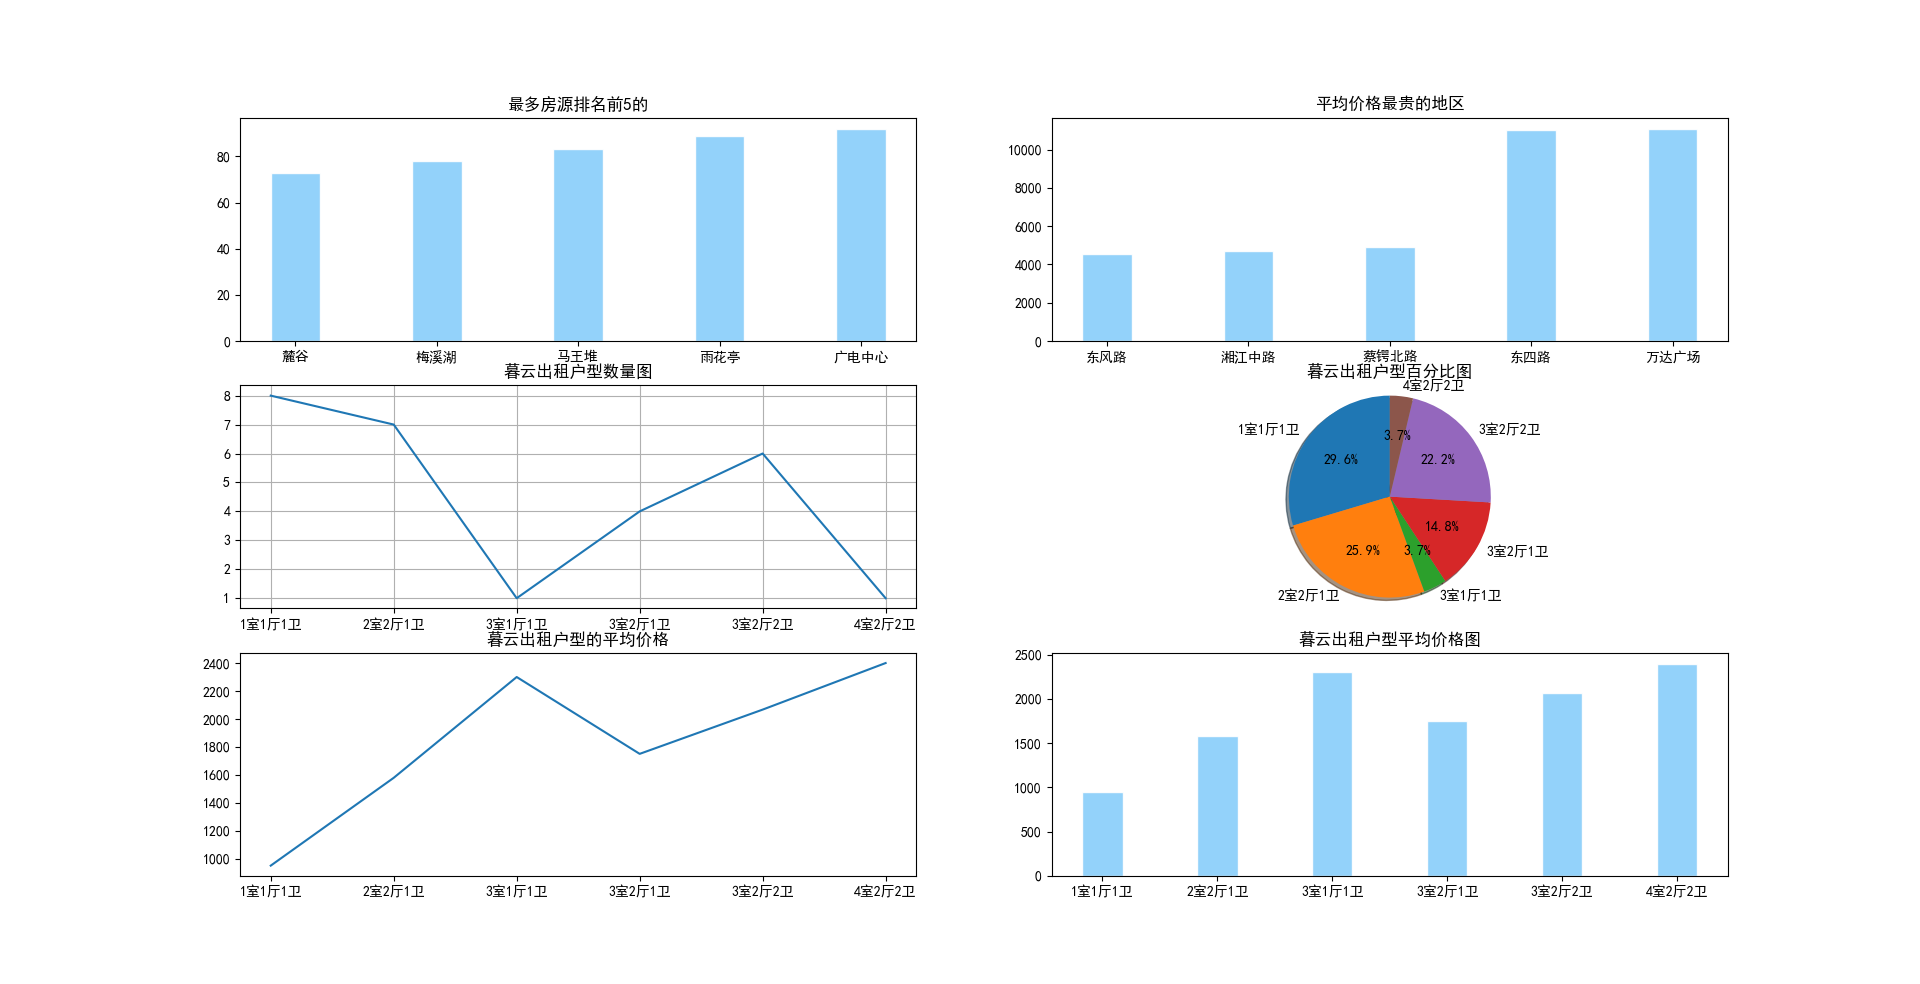 最多房源排名前5的
80
60
40
20
0
麓谷 梅溪湖 马王堆 雨花亭 广电中心
平均价格最贵的地区
10000
8000
6000
4000
2000
0
东风路 湘江中路 蔡锷北路 东四路 万达广场
暮云出租户型数量图
8
7
6
5
4
3
2
1
1室1厅1卫 2室2厅1卫 3室1厅1卫 3室2厅1卫 3室2厅2卫 4室2厅2卫
暮云出租户型百分比图
4室2厅2卫
1室1厅1卫 3室2厅2卫
3.7%
29.6% 22.2%
14.8%
25.9% 3.7%
3室2厅1卫
2室2厅1卫 3室1厅1卫
暮云出租户型的平均价格
2400
2200
2000
1800
1600
1400
1200
1000
1室1厅1卫 2室2厅1卫 3室1厅1卫 3室2厅1卫 3室2厅2卫 4室2厅2卫
暮云出租户型平均价格图
2500
2000
1500
1000
500
0
1室1厅1卫 2室2厅1卫 3室1厅1卫 3室2厅1卫 3室2厅2卫 4室2厅2卫